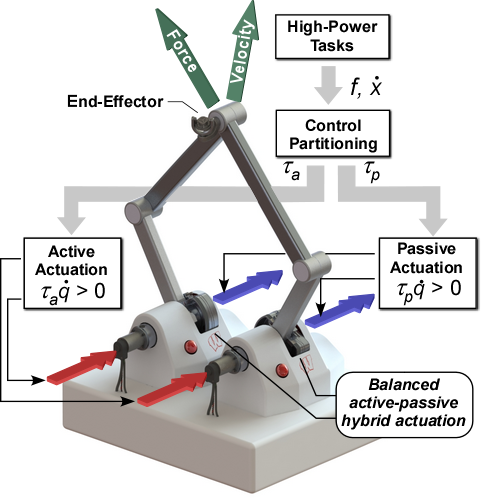 Force
Velocity
High-Power
Tasks
f, ẋ
End-Effector
Control
Partitioning
τa
τp
Active
Actuation
τaq̇ > 0
Passive
Actuation
τpq̇ > 0
Balanced
active-passive
hybrid actuation